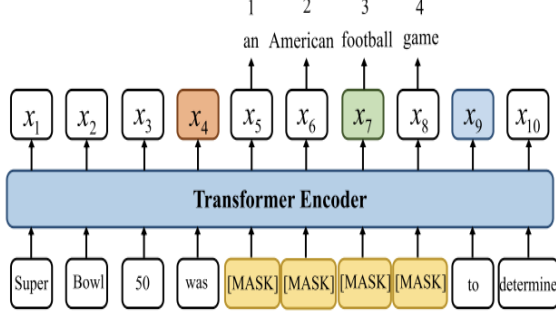 1 2 3 4
an American football game
x1 x2 x3 x4 x5 x6 x7 x8 x9 x10
Transformer Encoder
Super Bowl 50 was [MASK] [MASK] [MASK] [MASK] to determine